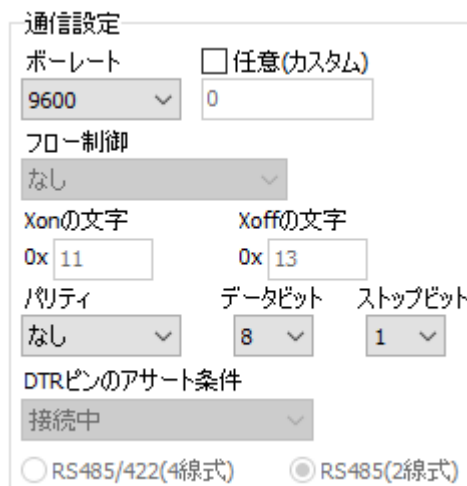 通信設定
ボーレート 任意(カスタム)
9600 0
フロー制御
なし
Xonの文字 Xoffの文字
0x 11 0x 13
パリティ データビット ストップビット
なし 8 1
DTRピンのアサート条件
接続中
RS485/422(4線式) RS485(2線式)